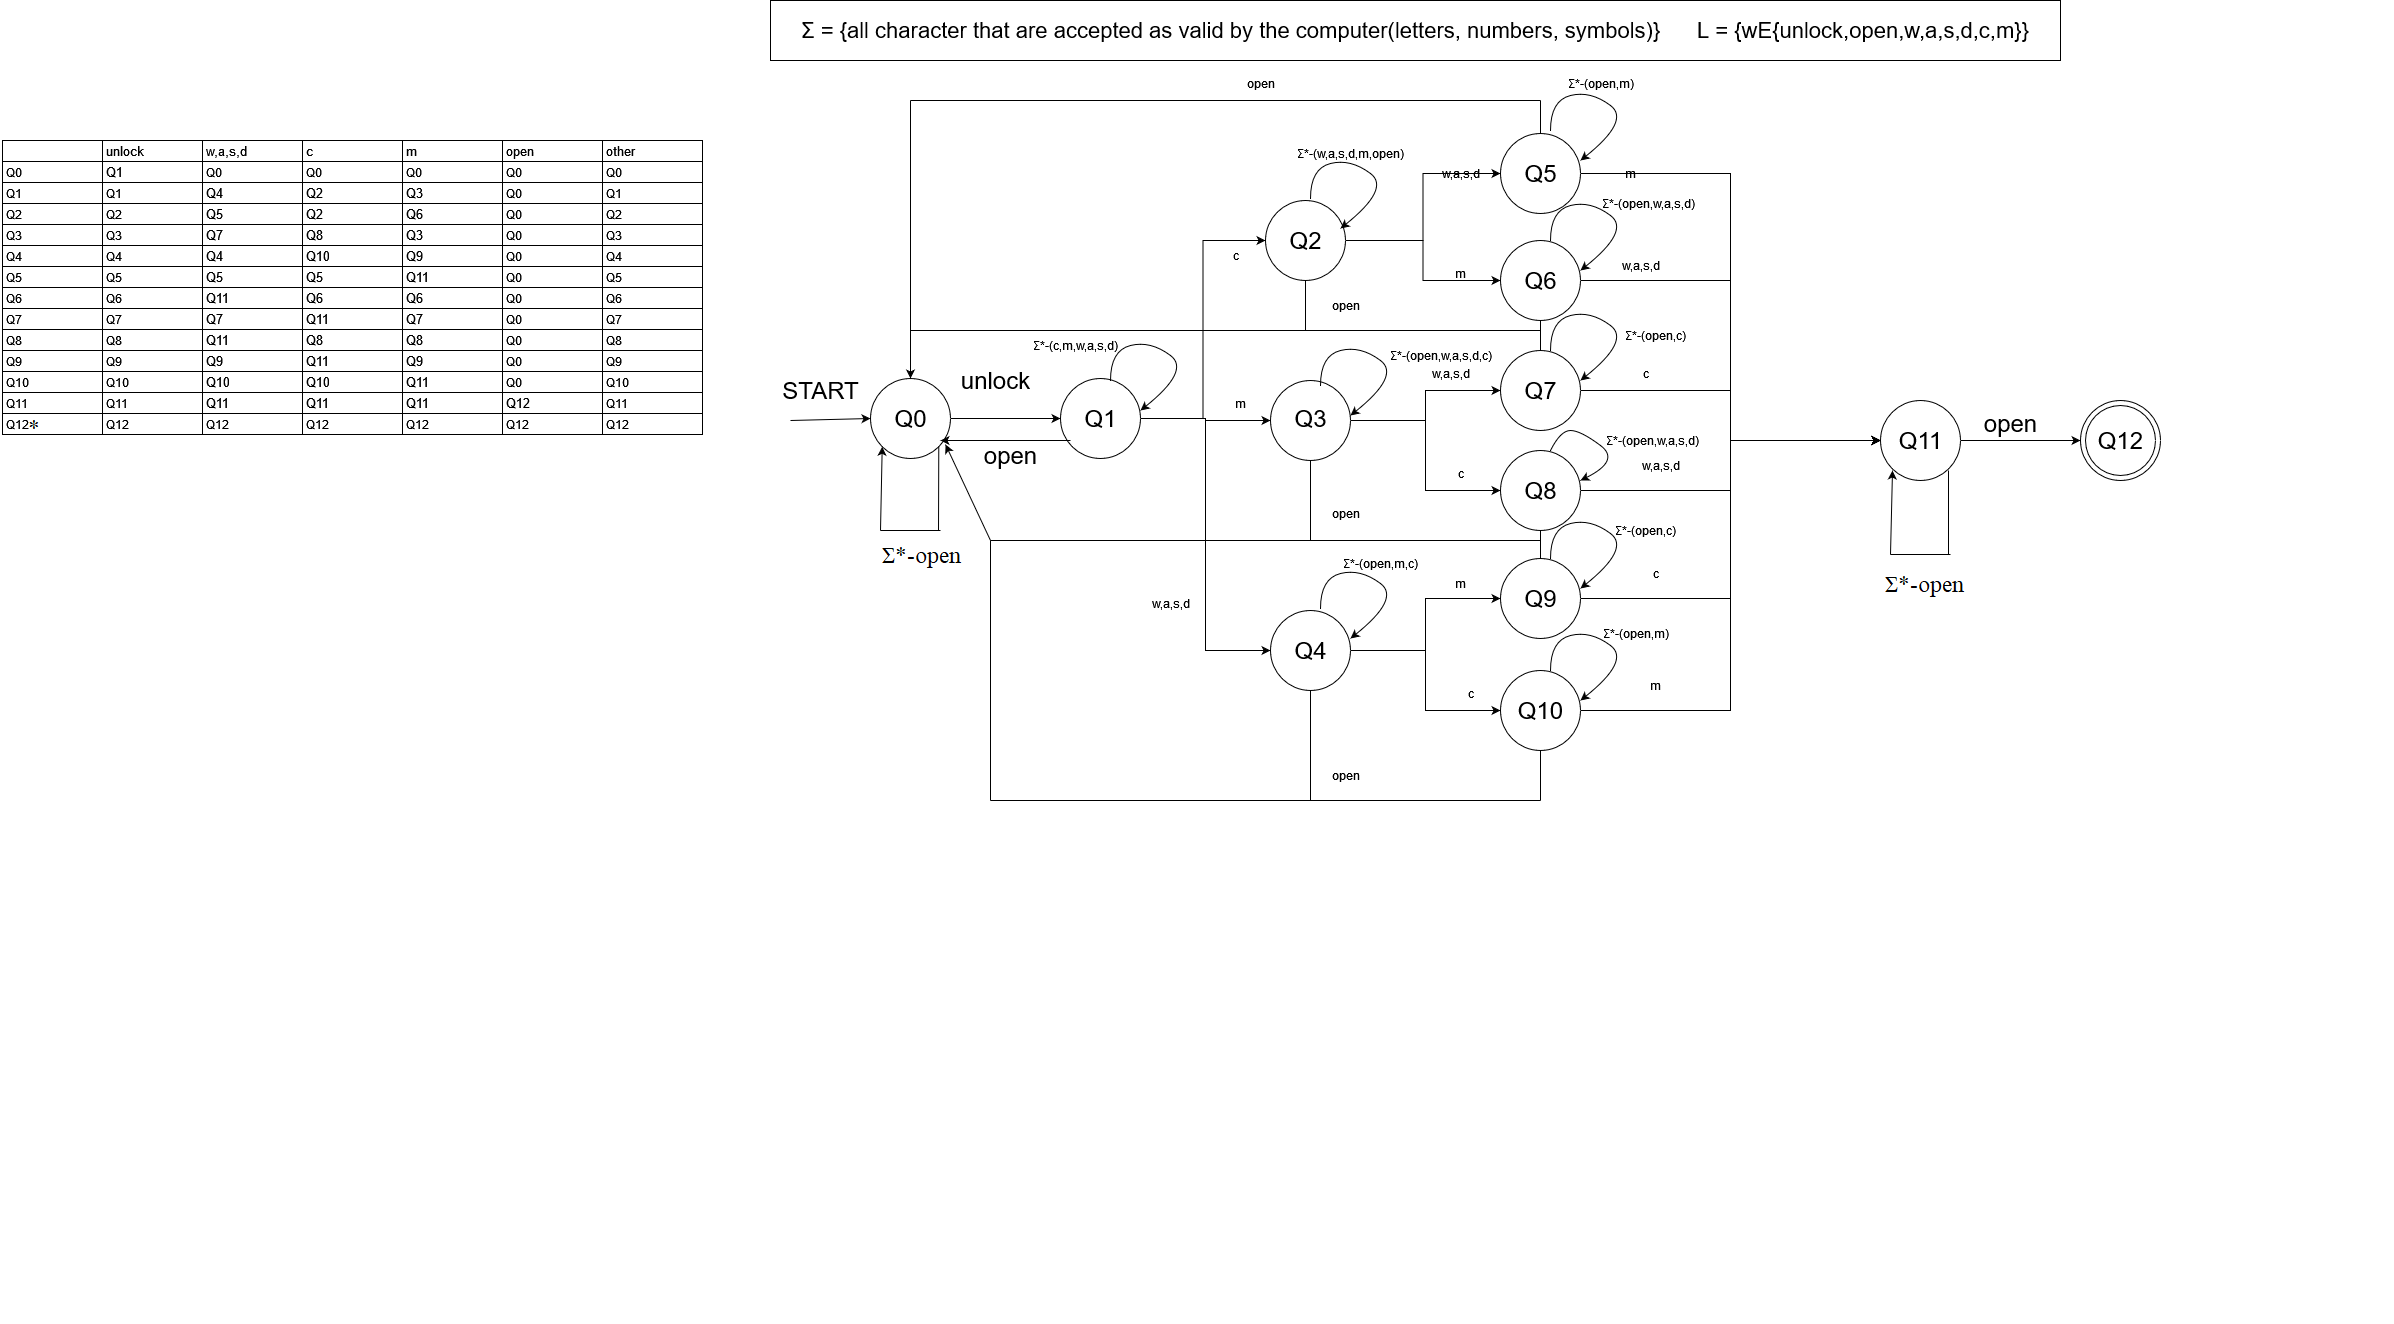 Σ = {all character that are accepted as valid by the computer(letters, numbers, symbols)} L = {wE{unlock,open,w,a,s,d,c,m}}
unlock w,a,s,d c m open other
Q0 Q1 Q0 Q0 Q0 Q0 Q0
Q1 Q1 Q4 Q2 Q3 Q0 Q1
Q2 Q2 Q5 Q2 Q6 Q0 Q2
Q3 Q3 Q7 Q8 Q3 Q0 Q3
Q4 Q4 Q4 Q10 Q9 Q0 Q4
Q5 Q5 Q5 Q5 Q11 Q0 Q5
Q6 Q6 Q11 Q6 Q6 Q0 Q6
Q7 Q7 Q7 Q11 Q7 Q0 Q7
Q8 Q8 Q11 Q8 Q8 Q0 Q8
Q9 Q9 Q9 Q11 Q9 Q0 Q9
Q10 Q10 Q10 Q10 Q11 Q0 Q10
Q11 Q11 Q11 Q11 Q11 Q12 Q11
Q12* Q12 Q12 Q12 Q12 Q12 Q12
open
Σ*-(open,m)
Σ*-(w,a,s,d,m,open)
w,a,s,d
Q5
m
Σ*-(open,w,a,s,d)
Q2
c
m
Q6
w,a,s,d
open
Σ*-(c,m,w,a,s,d)
Σ*-(open,w,a,s,d,c)
Σ*-(open,c)
w,a,s,d
Q7
c
START
Q0
unlock
Q1
m
Q3
open
Σ*-(open,w,a,s,d)
w,a,s,d
c
Q8
Q11
open
Q12
open
Σ*-open
Σ*-(open,c)
Σ*-(open,m,c)
m
Q9
c
Σ*-open
w,a,s,d
Q4
Σ*-(open,m)
c
Q10
m
open